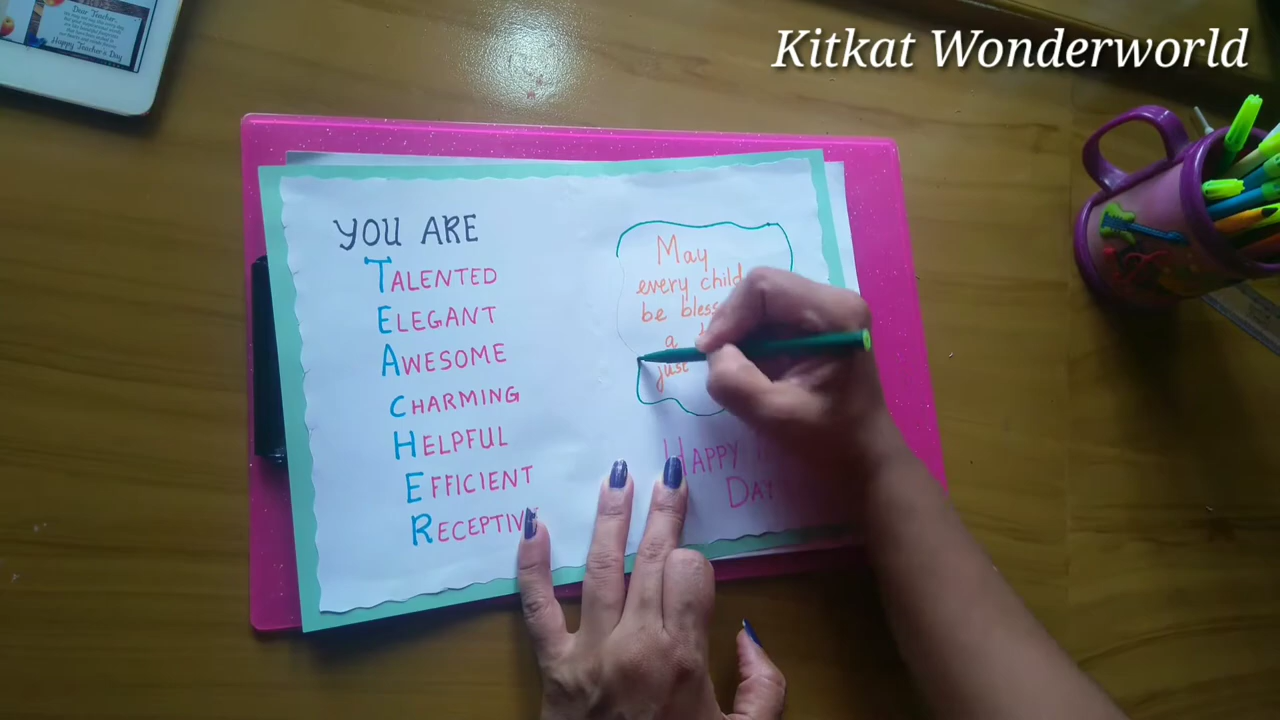 Kitkat Wonderworld
Dear Teacher,
Happy Teacher's Day
YOU ARE
TALENTED
ELEGANT
AWESOME
CHARMING
HELPFUL
EFFICIENT
RECEPTIVE
May
every child
be
a
just
HAPPY
DAY